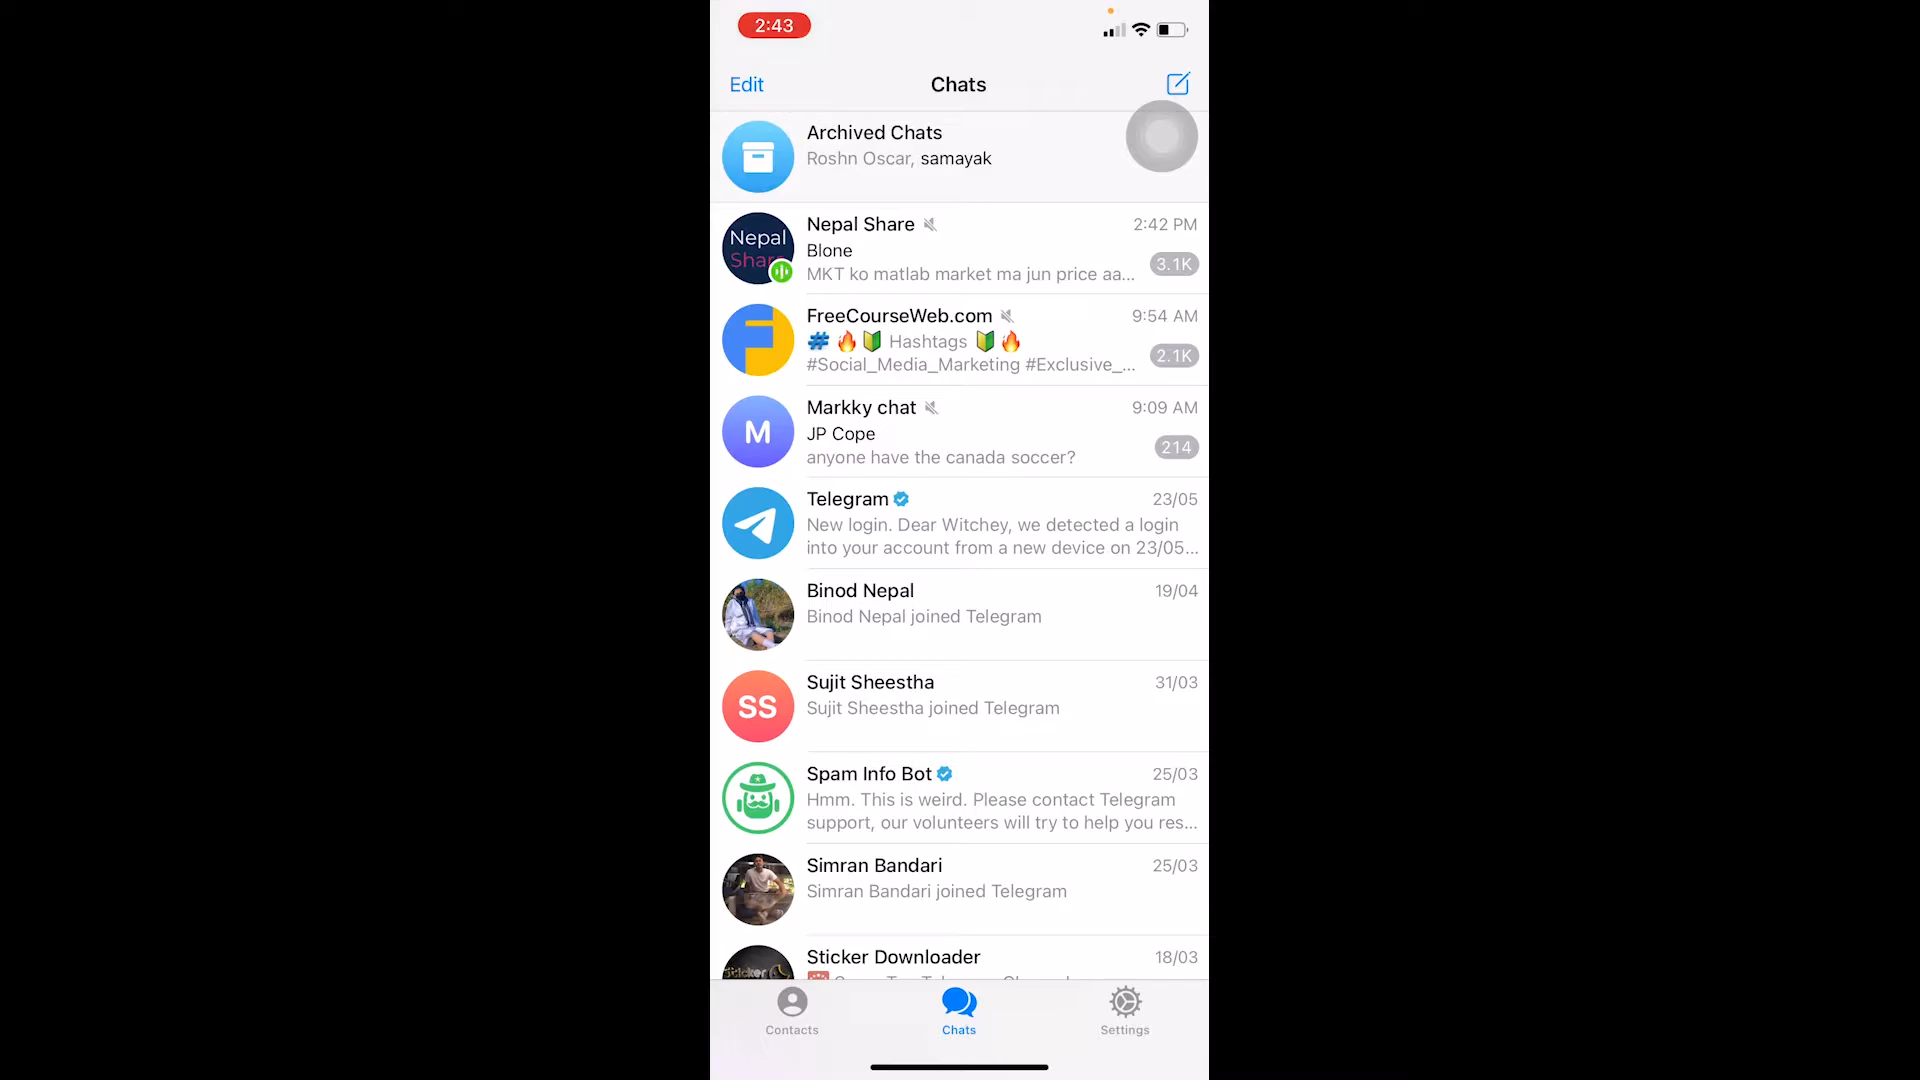 2:43
Edit
Chats
Archived Chats
Roshn Oscar, samayak
Nepal Share
2:42 PM
Nepal
Share
Blone
MKT ko matlab market ma jun price aa...
3.1K
FreeCourseWeb.com
9:54 AM
Hashtags
#Social_Media_Marketing #Exclusive_...
2.1K
Markky chat
9:09 AM
M
JP Cope
anyone have the canada soccer?
214
Telegram
23/05
New login. Dear Witchey, we detected a login
into your account from a new device on 23/05...
Binod Nepal
19/04
Binod Nepal joined Telegram
Sujit Sheestha
31/03
SS
Sujit Sheestha joined Telegram
Spam Info Bot
25/03
Hmm. This is weird. Please contact Telegram
support, our volunteers will try to help you res...
Simran Bandari
25/03
Simran Bandari joined Telegram
Sticker Downloader
18/03
Sticker
Contacts
Chats
Settings